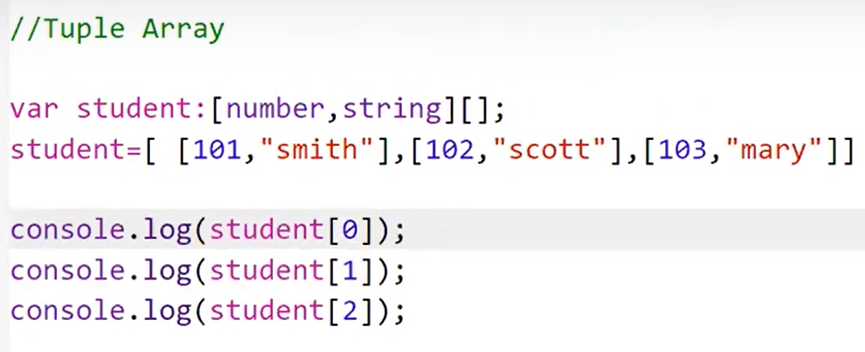 //Tuple Array
var student:[number,string][];
student=[ [101,"smith"],[102,"scott"],[103,"mary"]]
console.log(student[0]);
console.log(student[1]);
console.log(student[2]);